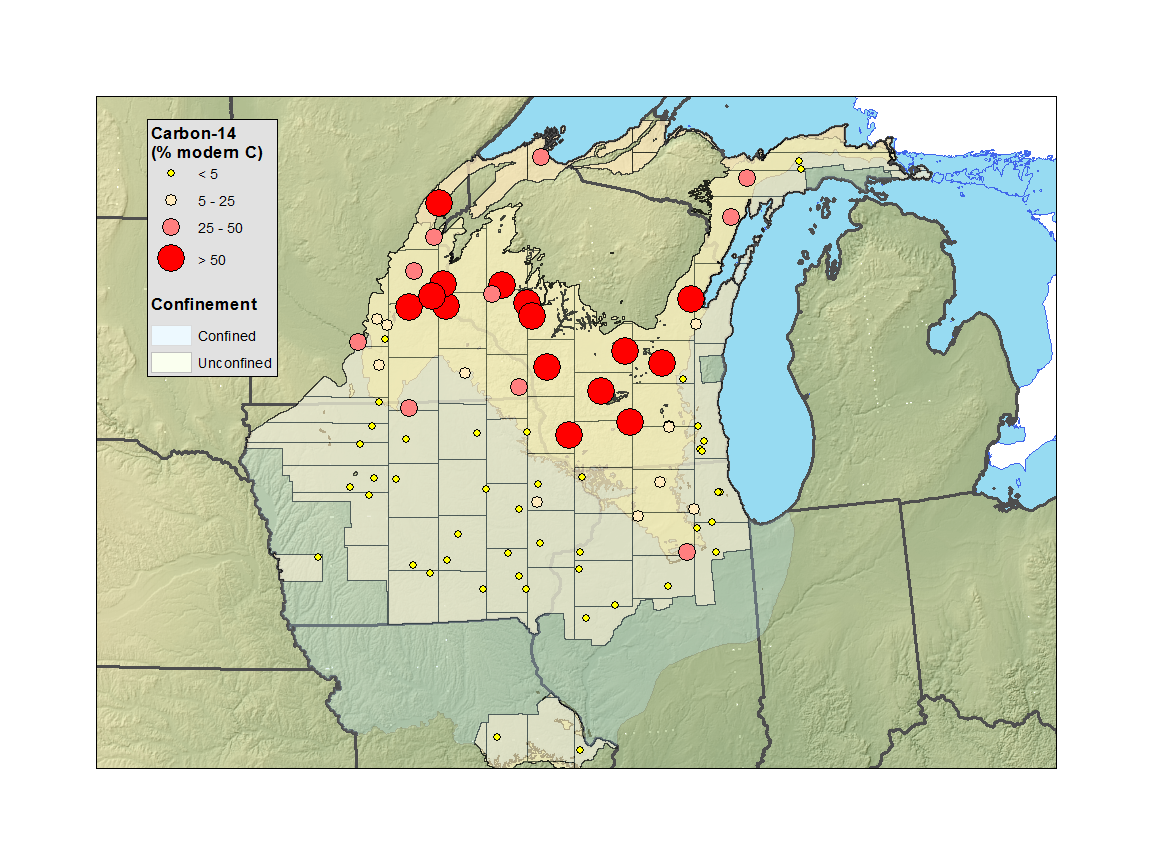 Carbon-14
(% modern C)
< 5
5 - 25
25 - 50
> 50
Confinement
Confined
Unconfined